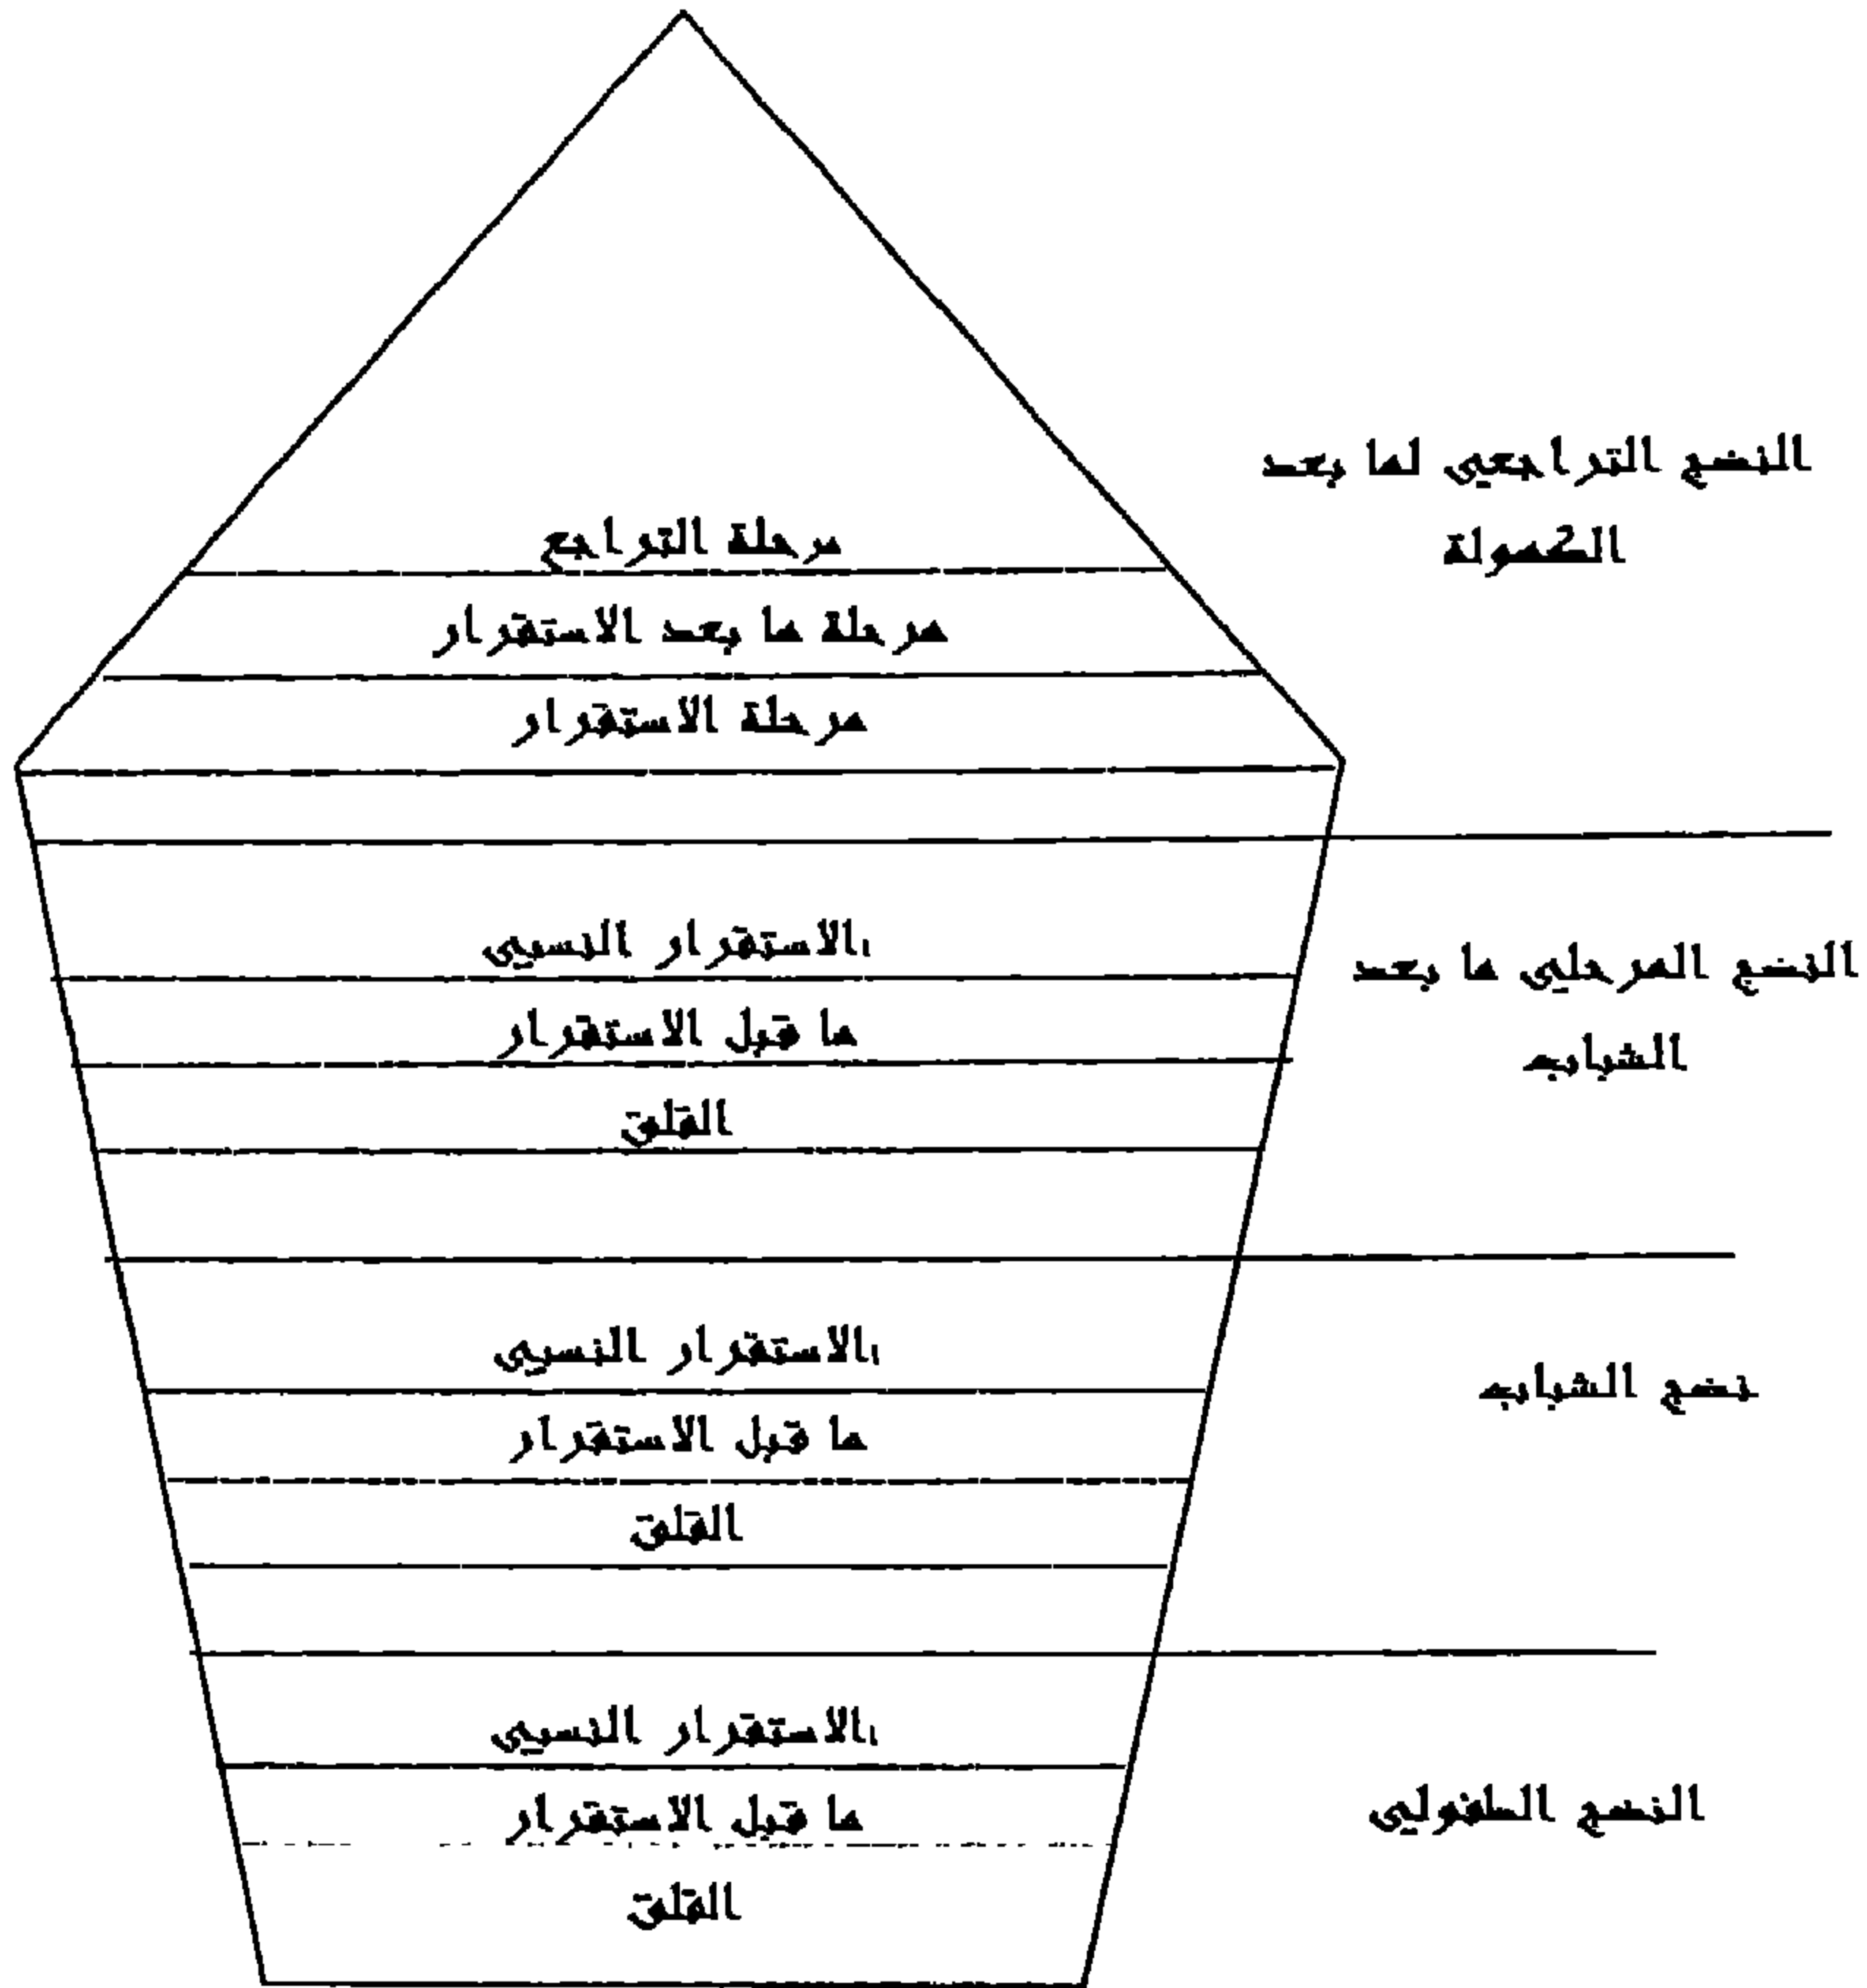 النضج التراجعي لما بعد
الكهولة
مرحلة التراجع
مرحلة ما بعد الاستقرار
مرحلة الاستقرار
النضج المرحلي ما بعد
الشباب
الاستقرار النسبي
ما قبل الاستقرار
القلق
نضج الشباب
الاستقرار النسبي
ما قبل الاستقرار
القلق
النضج الطفولي
الاستقرار النسبي
ما قبل الاستقرار
القلق